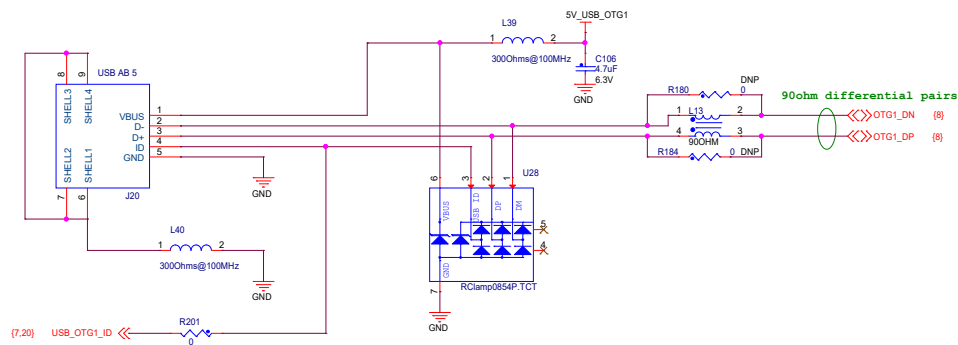 5V_USB_OTG1
L39
1 2
300Ohms@100MHz
C106
4.7uF
6.3V
GND
USB AB 5
8 9
SHELL3 SHELL4
VBUS 1
D- 2
D+ 3
ID 4
GND 5
SHELL2 SHELL1
7 6
J20
GND
R180 0 DNP
1 L13 2
4 3
90OHM
R184 0 DNP
90ohm differential pairs
OTG1_DN {8}
OTG1_DP {8}
U28
6 3 2 1
VBUS USB ID DP DM
5
4
GND
7
RClamp0854P.TCT
GND
L40
1 2
300Ohms@100MHz
GND
{7,20} USB_OTG1_ID
R201
0